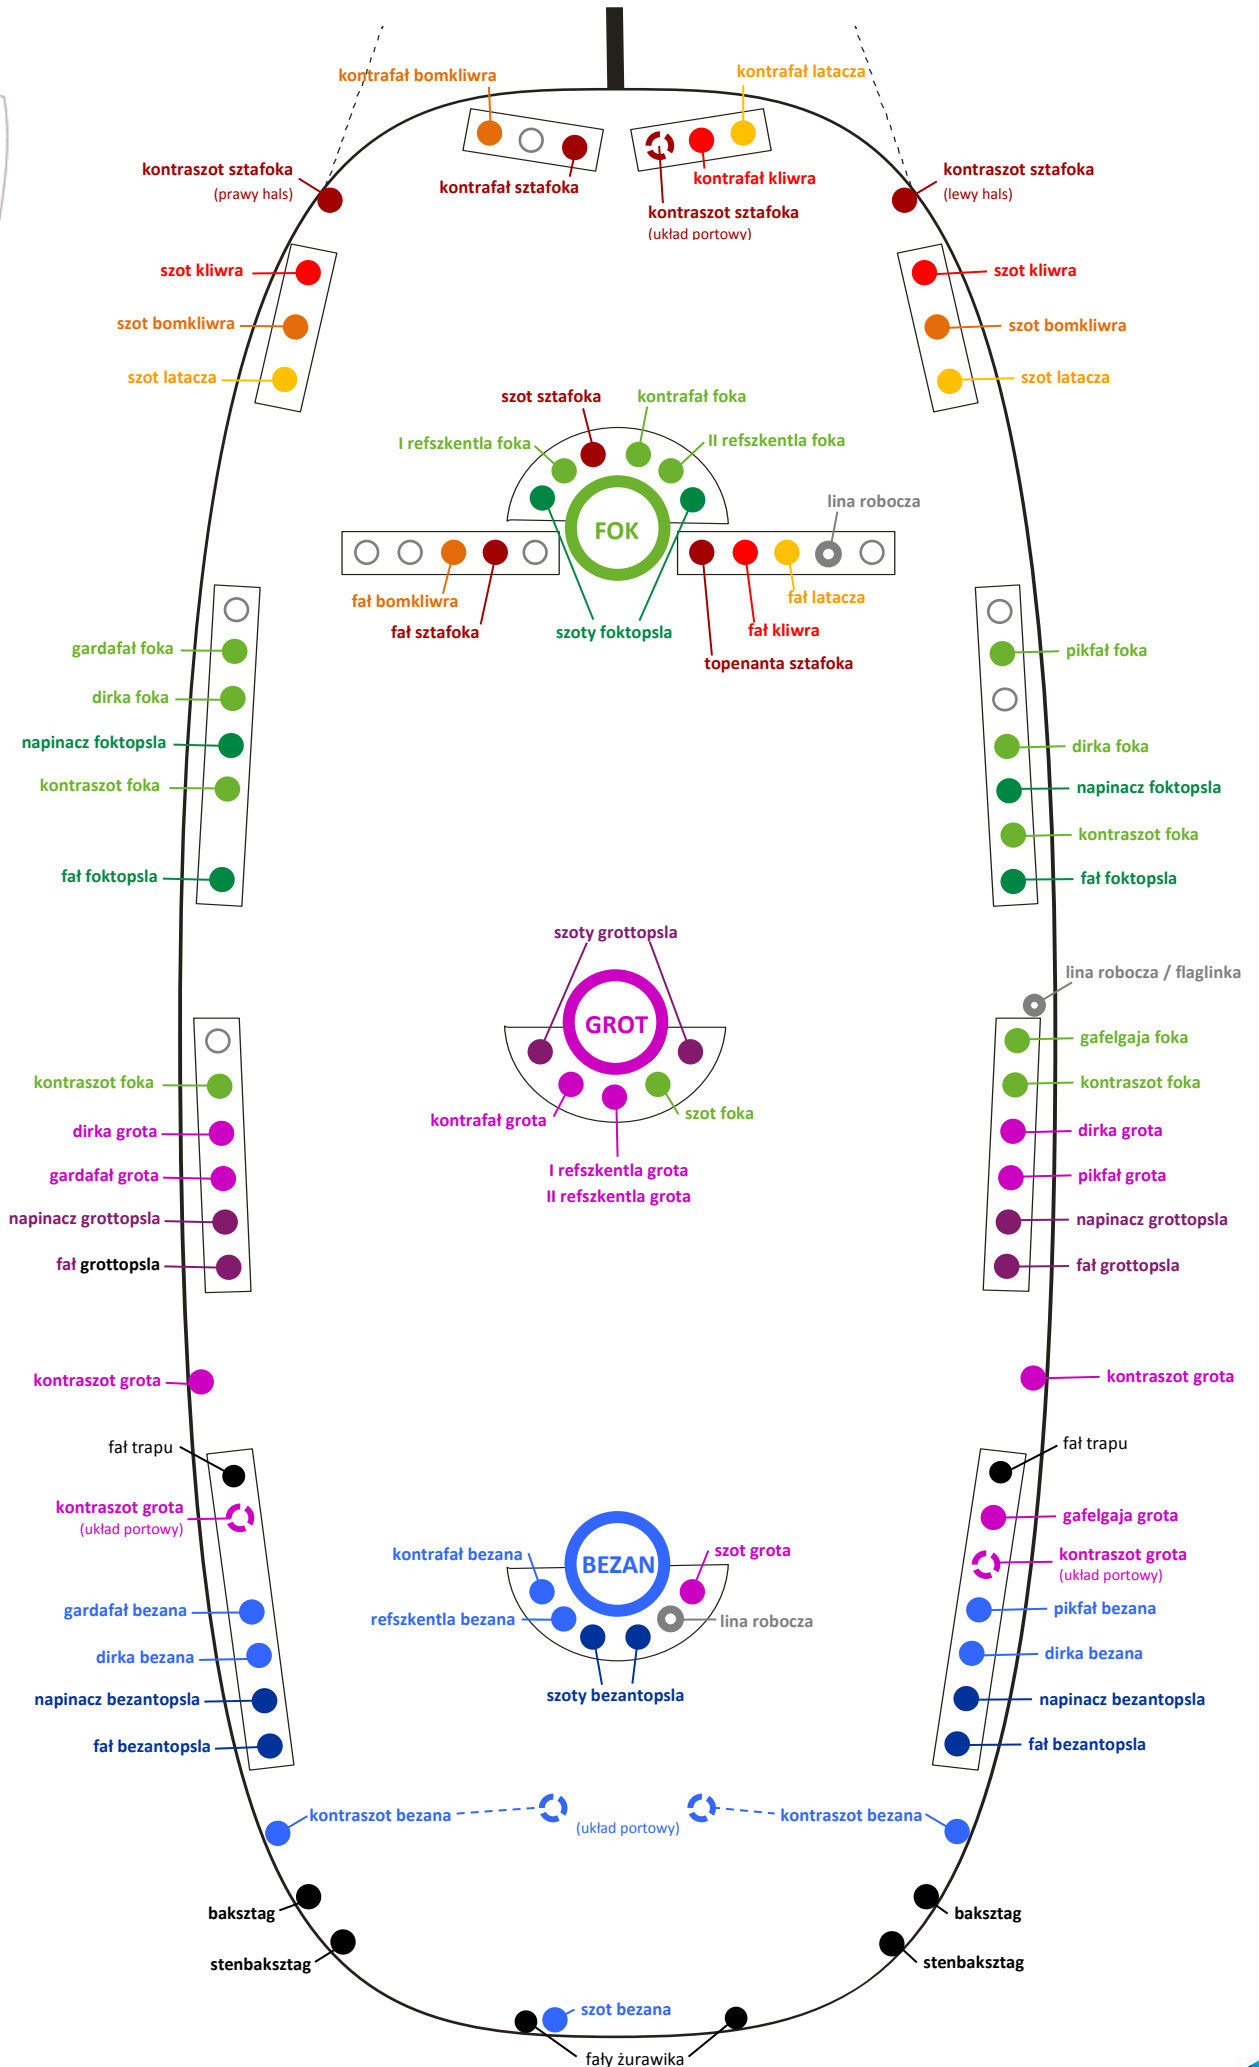 kontrafał bomkliwra
kontrafał latacza
kontraszot sztafoka
(prawy hals)
kontrafał sztafoka
kontrafał kliwra
kontraszot sztafoka
(układ portowy)
kontraszot sztafoka
(lewy hals)
szot kliwra
szot kliwra
szot bomkliwra
szot bomkliwra
szot latacza
szot latacza
szot sztafoka
kontrafał foka
I refszkentla foka
II refszkentla foka
lina robocza
FOK
fał bomkliwra
fał latacza
fał sztafoka
szoty foktopsla
fał kliwra
topenanta sztafoka
gardafał foka
pikfał foka
dirka foka
dirka foka
napinacz foktopsla
napinacz foktopsla
kontraszot foka
kontraszot foka
fał foktopsla
fał foktopsla
szoty grottopsla
lina robocza / flaglinka
GROT
gafelgaja foka
kontraszot foka
kontraszot foka
kontrafał grota
szot foka
dirka grota
dirka grota
I refszkentla grota
II refszkentla grota
gardafał grota
pikfał grota
napinacz grottopsla
napinacz grottopsla
fał grottopsla
fał grottopsla
kontraszot grota
kontraszot grota
fał trapu
fał trapu
kontraszot grota
(układ portowy)
gafelgaja grota
kontrafał bezana
BEZAN
szot grota
kontraszot grota
(układ portowy)
gardafał bezana
refszkentla bezana
lina robocza
pikfał bezana
dirka bezana
dirka bezana
szoty bezantopsla
napinacz bezantopsla
napinacz bezantopsla
fał bezantopsla
fał bezantopsla
kontraszot bezana
(układ portowy)
kontraszot bezana
baksztag
baksztag
stenbaksztag
stenbaksztag
szot bezana
fały żurawika